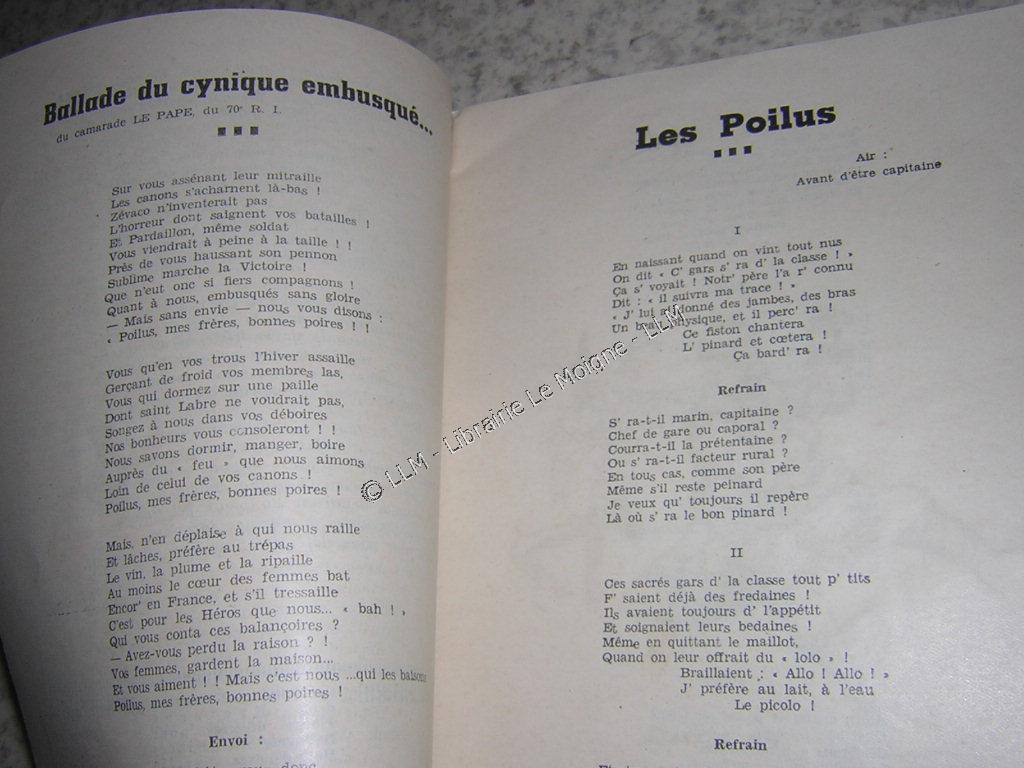 Ballade du cynique embusqué...
du camarade LE PAPE, du 70e R. I.
Sur vous assénant leur mitraille
Les canons s'acharnent là-bas !
Zévaco n'inventerait pas
L'horreur dont saignent vos batailles !
Et Pardaillon, même soldat
Vous viendrait à peine à la taille ! !
Près de vous haussant son pennon
Sublime marche la Victoire !
Que n'eut onc si fiers compagnons !
Quant à nous, embusqués sans gloire
— Mais sans envie — nous vous disons :
« Poilus, mes frères, bonnes poires ! !
Vous qu'en vos trous l'hiver assaille
Gerçant de froid vos membres las,
Vous qui dormez sur une paille
Dont saint Labre ne voudrait pas,
Songez à nous dans vos déboires
Nos bonheurs vous consoleront ! !
Nous savons dormir, manger, boire
Auprès du « feu » que nous aimons
Loin de celui de vos canons !
Poilus, mes frères, bonnes poires !
Mais, n'en déplaise à qui nous raille
Et lâches, préfère au trépas
Le vin, la plume et la ripaille
Au moins le cœur des femmes bat
Encor' en France, et s'il tressaille
C'est pour les Héros que nous... « bah ! »,
Qui vous conta ces balançoires ?
— Avez-vous perdu la raison ? !
Vos femmes, gardent la maison...
Et vous aiment ! ! Mais c'est nous ...qui les baisons
Poilus, mes frères, bonnes poires !
Envoi :
donc
Les Poilus
Air :
Avant d'être capitaine
I
En naissant quand on vint tout nus
On dit « C' gars s' ra d' la classe ! »
Ça s' voyait ! Notr' père l'a r' connu
Dit : « il suivra ma trace ! »
« J' lui ai donné des jambes, des bras
Un bras physique, et il perc' ra !
Ce fiston chantera
L' pinard et cœtera !
Ça bard' ra !
Refrain
S' ra-t-il marin, capitaine ?
Chef de gare ou caporal ?
Courra-t-il la prétentaine ?
Ou s' ra-t-il facteur rural ?
En tous cas, comme son père
Même s'il reste peinard
Je veux qu' toujours il repère
Là où s' ra le bon pinard !
II
Ces sacrés gars d' la classe tout p' tits
F' saient déjà des fredaines !
Ils avaient toujours d' l'appétit
Et soignaient leurs bedaines !
Même en quittant le maillot,
Quand on leur offrait du « lolo » !
Braillaient : « Allo ! Allo ! »
J' préfère au lait, à l'eau
Le picolo !
Refrain
© LLM - Librairie Le Moigne - LLM